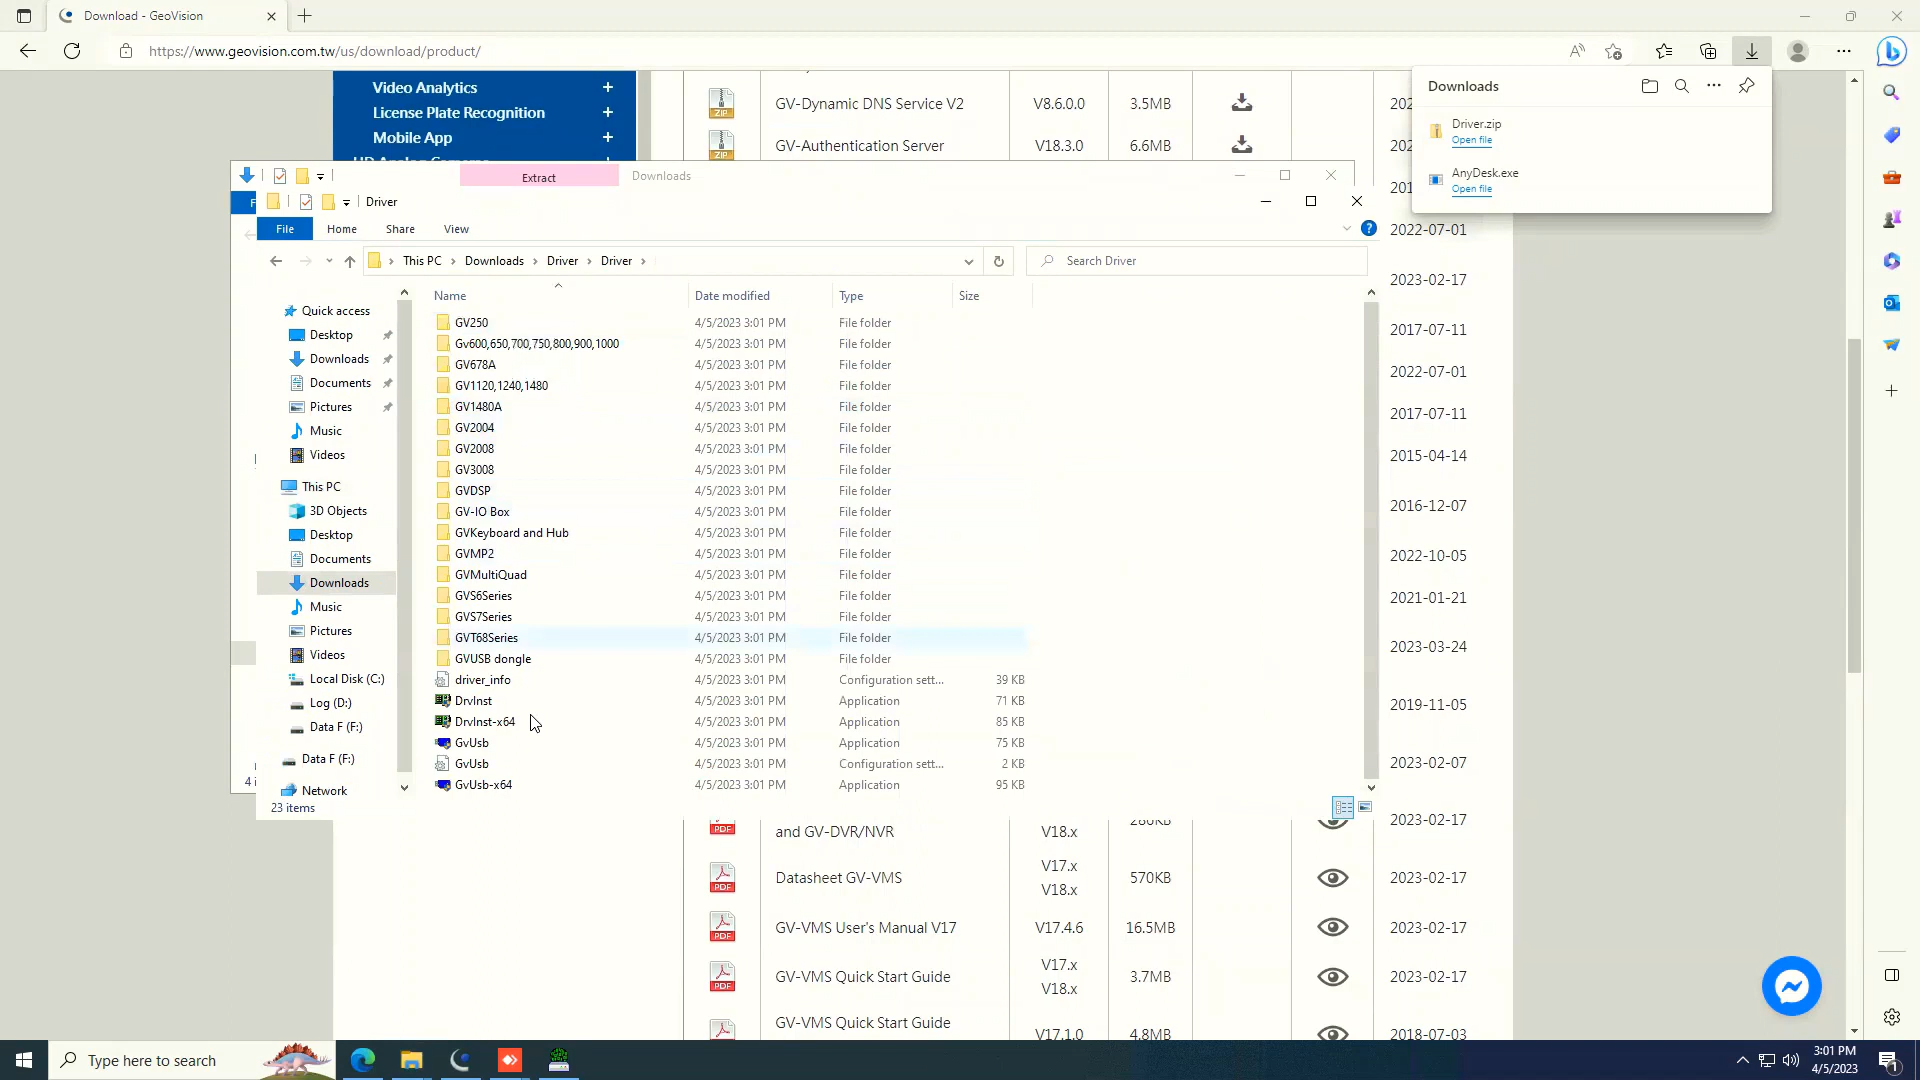 Download - GeoVision
https://www.geovision.com.tw/us/download/product/
Video Analytics +
License Plate Recognition +
Mobile App +
GV-Dynamic DNS Service V2 V8.6.0.0 3.5MB
GV-Authentication Server V18.3.0 6.6MB
Downloads
Driver.zip
Open file
AnyDesk.exe
Open file
Extract
Downloads
Driver
File
Home
Share
View
This PC > Downloads > Driver > Driver >
Search Driver
Name
Date modified
Type
Size
Quick access
Desktop
Downloads
Documents
Pictures
Music
Videos
This PC
3D Objects
Desktop
Documents
Downloads
Music
Pictures
Videos
Local Disk (C:)
Log (D:)
Data F (F:)
Data F (F:)
Network
GV250 4/5/2023 3:01 PM File folder
Gv600,650,700,750,800,900,1000 4/5/2023 3:01 PM File folder
GV678A 4/5/2023 3:01 PM File folder
GV1120,1240,1480 4/5/2023 3:01 PM File folder
GV1480A 4/5/2023 3:01 PM File folder
GV2004 4/5/2023 3:01 PM File folder
GV2008 4/5/2023 3:01 PM File folder
GV3008 4/5/2023 3:01 PM File folder
GVDSP 4/5/2023 3:01 PM File folder
GV-IO Box 4/5/2023 3:01 PM File folder
GVKeyboard and Hub 4/5/2023 3:01 PM File folder
GVMP2 4/5/2023 3:01 PM File folder
GVMultiQuad 4/5/2023 3:01 PM File folder
GVS6Series 4/5/2023 3:01 PM File folder
GVS7Series 4/5/2023 3:01 PM File folder
GVT68Series 4/5/2023 3:01 PM File folder
GVUSB dongle 4/5/2023 3:01 PM File folder
driver_info 4/5/2023 3:01 PM Configuration sett... 39 KB
DrvInst 4/5/2023 3:01 PM Application 71 KB
DrvInst-x64 4/5/2023 3:01 PM Application 85 KB
GvUsb 4/5/2023 3:01 PM Application 75 KB
GvUsb 4/5/2023 3:01 PM Configuration sett... 2 KB
GvUsb-x64 4/5/2023 3:01 PM Application 95 KB
23 items
2022-07-01
2023-02-17
2017-07-11
2022-07-01
2017-07-11
2015-04-14
2016-12-07
2022-10-05
2021-01-21
2023-03-24
2019-11-05
2023-02-07
and GV-DVR/NVR V18.x 2023-02-17
PDF
V17.x
Datasheet GV-VMS 570KB 2023-02-17
V18.x
GV-VMS User's Manual V17 V17.4.6 16.5MB 2023-02-17
V17.x
GV-VMS Quick Start Guide 3.7MB 2023-02-17
V18.x
GV-VMS Quick Start Guide
V17.1.0 4.8MB 2018-07-03
Type here to search
3:01 PM
4/5/2023